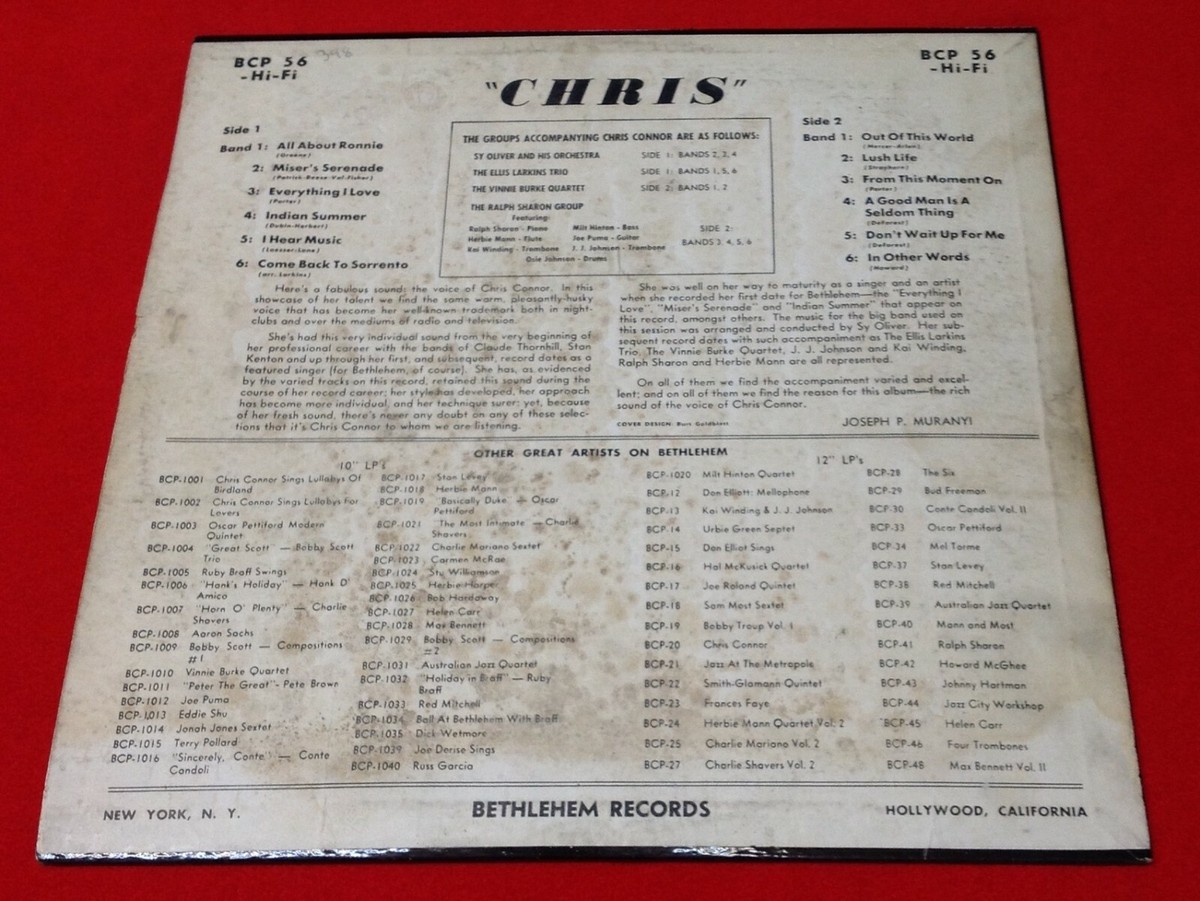 BCP 56
-Hi-Fi
398
"CHRIS"
BCP 56
-Hi-Fi
Side 1
Band 1: All About Ronnie
(Greene)
2: Miser's Serenade
(Patrick-Reese-Val-Fisher)
3: Everything I Love
(Porter)
4: Indian Summer
(Dubin-Herbert)
5: I Hear Music
(Loesser-Lane)
6: Come Back To Sorrento
(arr. Larkins)
THE GROUPS ACCOMPANYING CHRIS CONNOR ARE AS FOLLOWS:
SY OLIVER AND HIS ORCHESTRA SIDE 1: BANDS 2, 3, 4
THE ELLIS LARKINS TRIO SIDE 1: BANDS 1, 5, 6
THE VINNIE BURKE QUARTET SIDE 2: BANDS 1, 2
THE RALPH SHARON GROUP
Featuring:
Ralph Sharon - Piano Milt Hinton - Bass
Herbie Mann - Flute Joe Puma - Guitar
Kai Winding - Trombone J. J. Johnson - Trombone
Osie Johnson - Drums
SIDE 2:
BANDS 3, 4, 5, 6
Side 2
Band 1: Out Of This World
(Mercer-Arlen)
2: Lush Life
(Strayhorn)
3: From This Moment On
(Porter)
4: A Good Man Is A
Seldom Thing
(DeForest)
5: Don't Wait Up For Me
(DeForest)
6: In Other Words
(Howard)
Here's a fabulous sound: the voice of Chris Connor. In this
showcase of her talent we find the same warm, pleasantly-husky
voice that has become her well-known trademark both in night-
clubs and over the mediums of radio and television.
She's had this very individual sound from the very beginning of
her professional career with the bands of Claude Thornhill, Stan
Kenton and up through her first, and subsequent, record dates as a
featured singer (for Bethlehem, of course). She has, as evidenced
by the varied tracks on this record, retained this sound during the
course of her record career; her style has developed, her approach
has become more individual, and her technique surer; yet, because
of her fresh sound, there's never any doubt on any of these selec-
tions that it's Chris Connor to whom we are listening.
She was well on her way to maturity as a singer and an artist
when she recorded her first date for Bethlehem—the "Everything I
Love", "Miser's Serenade" and "Indian Summer" that appear on
this record, amongst others. The music for the big band used on
this session was arranged and conducted by Sy Oliver. Her sub-
sequent record dates with such accompaniment as The Ellis Larkins
Trio, The Vinnie Burke Quartet, J. J. Johnson and Kai Winding,
Ralph Sharon and Herbie Mann are all represented.
On all of them we find the accompaniment varied and excel-
lent; and on all of them we find the reason for this album—the rich
sound of the voice of Chris Connor.
COVER DESIGN: Burt Goldblatt
JOSEPH P. MURANYI
OTHER GREAT ARTISTS ON BETHLEHEM
10" LP's
BCP-1001 Chris Connor Sings Lullabys Of
Birdland
BCP-1002 Chris Connor Sings Lullabys For
Lovers
BCP-1003 Oscar Pettiford Modern
Quintet
BCP-1004 "Great Scott" — Bobby Scott
Trio
BCP-1005 Ruby Braff Swings
BCP-1006 "Hank's Holiday" — Hank D'
Amico
BCP-1007 "Horn O' Plenty" — Charlie
Shavers
BCP-1008 Aaron Sachs
BCP-1009 Bobby Scott — Compositions
#1
BCP-1010 Vinnie Burke Quartet
BCP-1011 "Peter The Great" - Pete Brown
BCP-1012 Joe Puma
BCP-1013 Eddie Shu
BCP-1014 Jonah Jones Sextet
BCP-1015 Terry Pollard
BCP-1016 "Sincerely, Conte" — Conte
Candoli
BCP-1017 Stan Levey
BCP-1018 Herbie Mann
BCP-1019 "Basically Duke" — Oscar
Pettiford
BCP-1021 "The Most Intimate — Charlie
Shavers
BCP-1022 Charlie Mariano Sextet
BCP-1023 Carmen McRae
BCP-1024 Stu Williamson
BCP-1025 Herbie Harper
BCP-1026 Bob Hardaway
BCP-1027 Helen Carr
BCP-1028 Max Bennett
BCP-1029 Bobby Scott — Compositions
#2
BCP-1031 Australian Jazz Quartet
BCP-1032 "Holiday in Braff" — Ruby
Braff
BCP-1033 Red Mitchell
BCP-1034 Ball At Bethlehem With Braff
BCP-1035 Dick Wetmore
BCP-1039 Joe Derise Sings
BCP-1040 Russ Garcia
BCP-1020 Milt Hinton Quartet
12" LP's
BCP-12 Don Elliott: Mellophone
BCP-13 Kai Winding & J. J. Johnson
BCP-14 Urbie Green Septet
BCP-15 Don Elliot Sings
BCP-16 Hal McKusick Quartet
BCP-17 Joe Roland Quintet
BCP-18 Sam Most Sextet
BCP-19 Bobby Troup Vol. 1
BCP-20 Chris Connor
BCP-21 Jazz At The Metropole
BCP-22 Smith-Glamann Quintet
BCP-23 Frances Faye
BCP-24 Herbie Mann Quartet Vol. 2
BCP-25 Charlie Mariano Vol. 2
BCP-27 Charlie Shavers Vol. 2
BCP-28 The Six
BCP-29 Bud Freeman
BCP-30 Conte Candoli Vol. II
BCP-33 Oscar Pettiford
BCP-34 Mel Torme
BCP-37 Stan Levey
BCP-38 Red Mitchell
BCP-39 Australian Jazz Quartet
BCP-40 Mann and Most
BCP-41 Ralph Sharon
BCP-42 Howard McGhee
BCP-43 Johnny Hartman
BCP-44 Jazz City Workshop
BCP-45 Helen Carr
BCP-46 Four Trombones
BCP-48 Max Bennett Vol. II
NEW YORK, N. Y.
BETHLEHEM RECORDS
HOLLYWOOD, CALIFORNIA